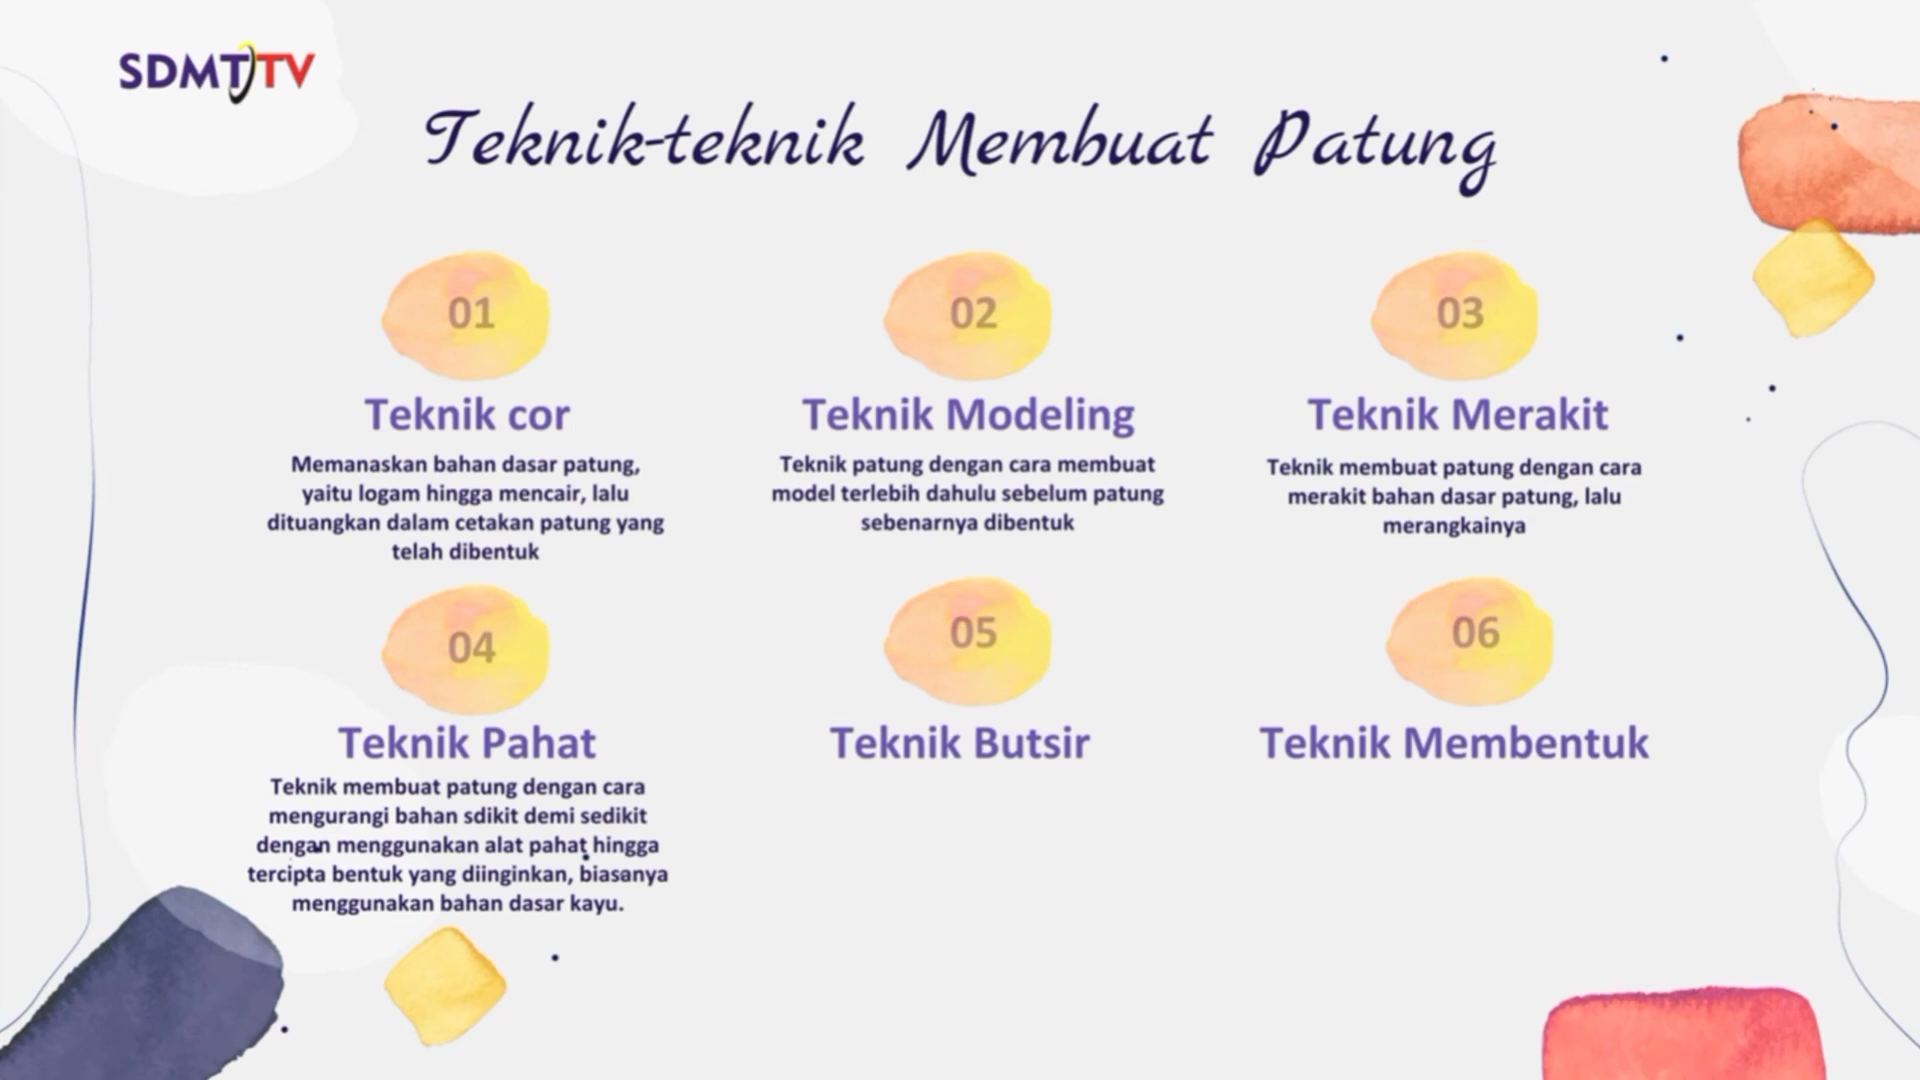 SDMT TV
Teknik-teknik Membuat Patung
01
Teknik cor
Memanaskan bahan dasar patung,
yaitu logam hingga mencair, lalu
dituangkan dalam cetakan patung yang
telah dibentuk
02
Teknik Modeling
Teknik patung dengan cara membuat
model terlebih dahulu sebelum patung
sebenarnya dibentuk
03
Teknik Merakit
Teknik membuat patung dengan cara
merakit bahan dasar patung, lalu
merangkainya
04
Teknik Pahat
Teknik membuat patung dengan cara
mengurangi bahan sdikit demi sedikit
dengan menggunakan alat pahat hingga
tercipta bentuk yang diinginkan, biasanya
menggunakan bahan dasar kayu.
05
Teknik Butsir
06
Teknik Membentuk